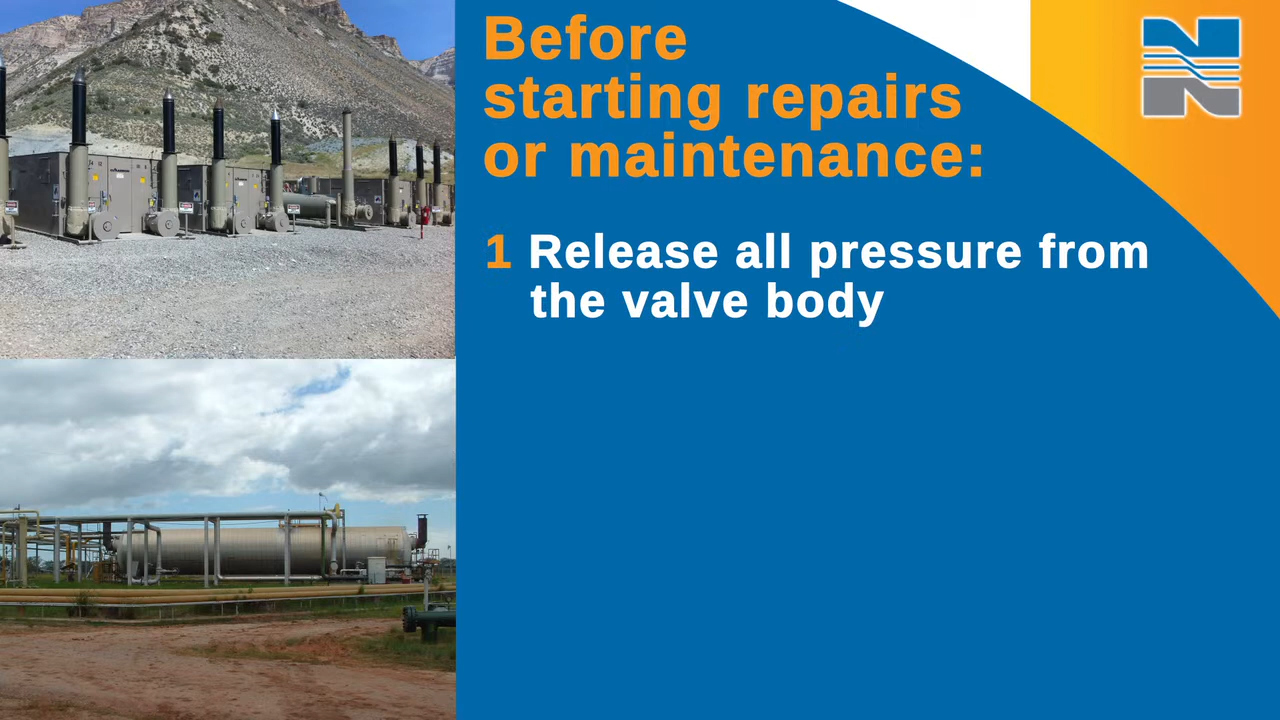 Before
starting repairs
or maintenance:
1 Release all pressure from
the valve body